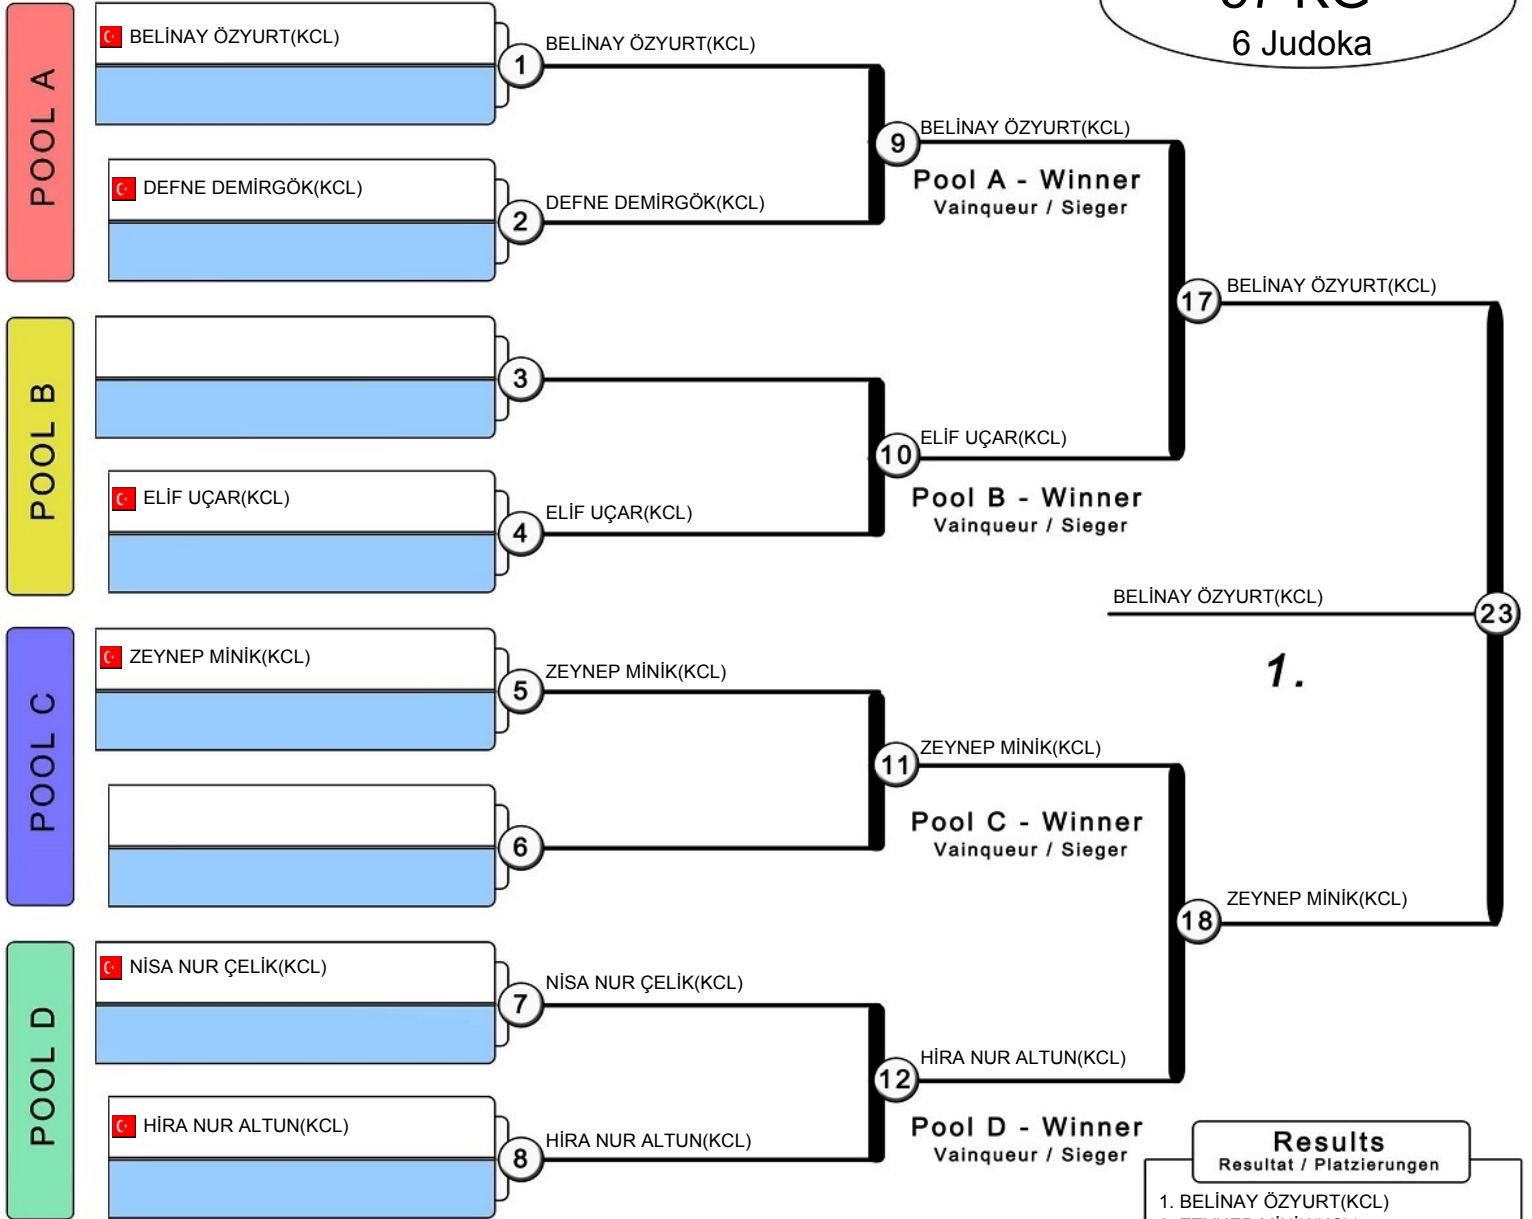 KG
6 Judoka
POOL A
BELİNAY ÖZYURT(KCL)
1
BELİNAY ÖZYURT(KCL)
DEFNE DEMİRGÖK(KCL)
2
DEFNE DEMİRGÖK(KCL)
9
BELİNAY ÖZYURT(KCL)
Pool A - Winner
Vainqueur / Sieger
POOL B
3
ELİF UÇAR(KCL)
4
ELİF UÇAR(KCL)
10
ELİF UÇAR(KCL)
Pool B - Winner
Vainqueur / Sieger
17
BELİNAY ÖZYURT(KCL)
BELİNAY ÖZYURT(KCL)
23
1.
POOL C
ZEYNEP MİNİK(KCL)
5
ZEYNEP MİNİK(KCL)
6
11
ZEYNEP MİNİK(KCL)
Pool C - Winner
Vainqueur / Sieger
18
ZEYNEP MİNİK(KCL)
POOL D
NİSA NUR ÇELİK(KCL)
7
NİSA NUR ÇELİK(KCL)
HİRA NUR ALTUN(KCL)
8
HİRA NUR ALTUN(KCL)
12
HİRA NUR ALTUN(KCL)
Pool D - Winner
Vainqueur / Sieger
Results
Resultat / Platzierungen
1. BELİNAY ÖZYURT(KCL)